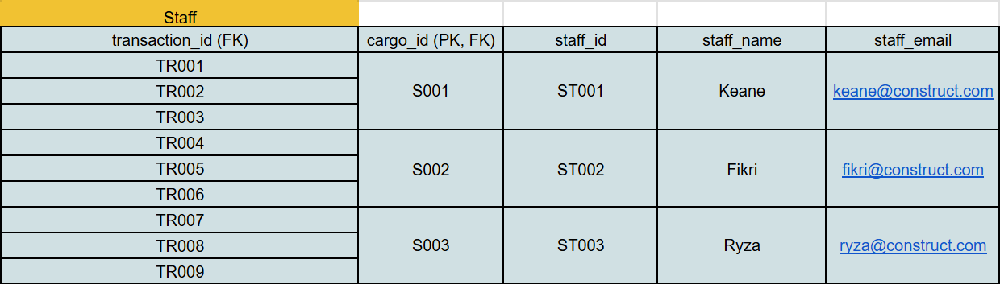 Staff
transaction_id (FK) cargo_id (PK, FK) staff_id staff_name staff_email
TR001
TR002 S001 ST001 Keane keane@construct.com
TR003
TR004
TR005 S002 ST002 Fikri fikri@construct.com
TR006
TR007
TR008 S003 ST003 Ryza ryza@construct.com
TR009